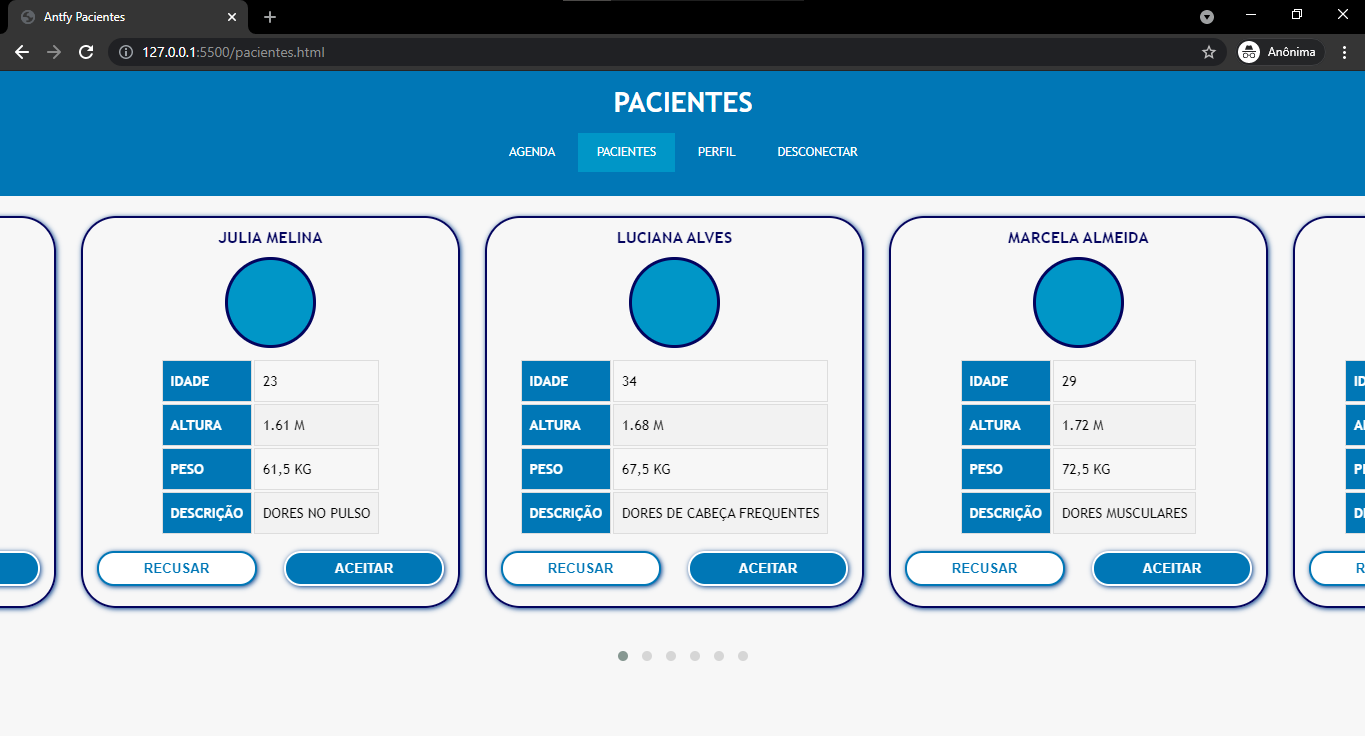 Antfy Pacientes
127.0.0.1:5500/pacientes.html
Anônima
PACIENTES
AGENDA PACIENTES PERFIL DESCONECTAR
JULIA MELINA
IDADE 23
ALTURA 1.61 M
PESO 61,5 KG
DESCRIÇÃO DORES NO PULSO
RECUSAR ACEITAR
LUCIANA ALVES
IDADE 34
ALTURA 1.68 M
PESO 67,5 KG
DESCRIÇÃO DORES DE CABEÇA FREQUENTES
RECUSAR ACEITAR
MARCELA ALMEIDA
IDADE 29
ALTURA 1.72 M
PESO 72,5 KG
DESCRIÇÃO DORES MUSCULARES
RECUSAR ACEITAR